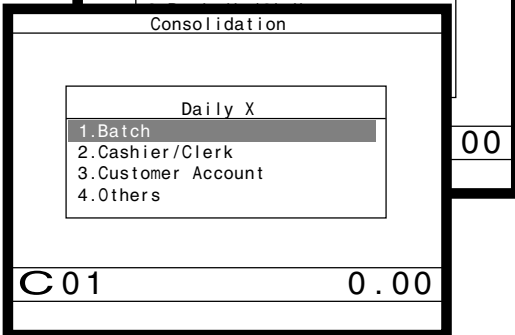 Consolidation
Daily X
1.Batch
2.Cashier/Clerk
3.Customer Account
4.Others
00
C01 0.00